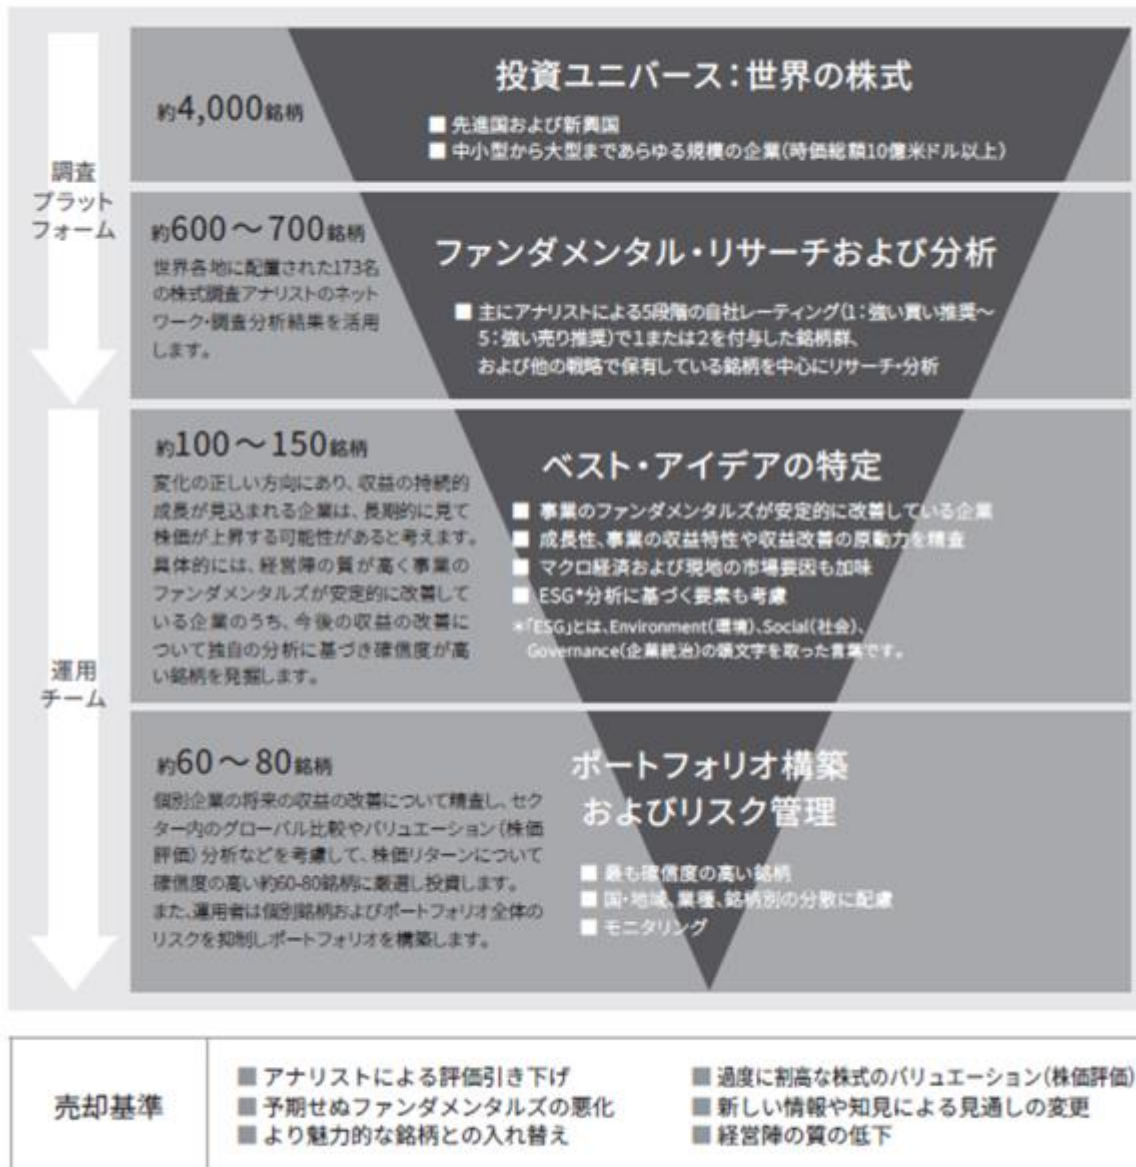 調査
プラット
フォーム
約4,000銘柄
投資ユニバース：世界の株式
■ 先進国および新興国
■ 中小型から大型まであらゆる規模の企業(時価総額10億米ドル以上)
約600～700銘柄
世界各地に配置された173名
の株式調査アナリストのネット
ワーク・調査分析結果を活用
します。
ファンダメンタル・リサーチおよび分析
■ 主にアナリストによる5段階の自社レーティング(1：強い買い推奨～
5：強い売り推奨)で1または2を付与した銘柄群、
および他の戦略で保有している銘柄を中心にリサーチ・分析
運用
チーム
約100～150銘柄
変化の正しい方向にあり、収益の持続的
成長が見込まれる企業は、長期的に見て
株価が上昇する可能性があると考えます。
具体的には、経営陣の質が高く事業の
ファンダメンタルズが安定的に改善して
いる企業のうち、今後の収益の改善に
ついて独自の分析に基づき確信度が高
い銘柄を発掘します。
ベスト・アイデアの特定
■ 事業のファンダメンタルズが安定的に改善している企業
■ 成長性、事業の収益特性や収益改善の原動力を精査
■ マクロ経済および現地の市場要因も加味
■ ESG*分析に基づく要素も考慮
*「ESG」とは、Environment(環境)、Social(社会)、
Governance(企業統治)の頭文字を取った言葉です。
約60～80銘柄
個別企業の将来の収益の改善について精査し、セク
ター内のグローバル比較やバリュエーション(株価
評価)分析などを考慮して、株価リターンについて
確信度の高い約60-80銘柄に厳選し投資します。
また、運用者は個別銘柄およびポートフォリオ全体の
リスクを抑制しポートフォリオを構築します。
ポートフォリオ構築
およびリスク管理
■ 最も確信度の高い銘柄
■ 国・地域、業種、銘柄別の分散に配慮
■ モニタリング
売却基準
■ アナリストによる評価引き下げ
■ 予期せぬファンダメンタルズの悪化
■ より魅力的な銘柄との入れ替え
■ 過度に割高な株式のバリュエーション(株価評価)
■ 新しい情報や知見による見通しの変更
■ 経営陣の質の低下